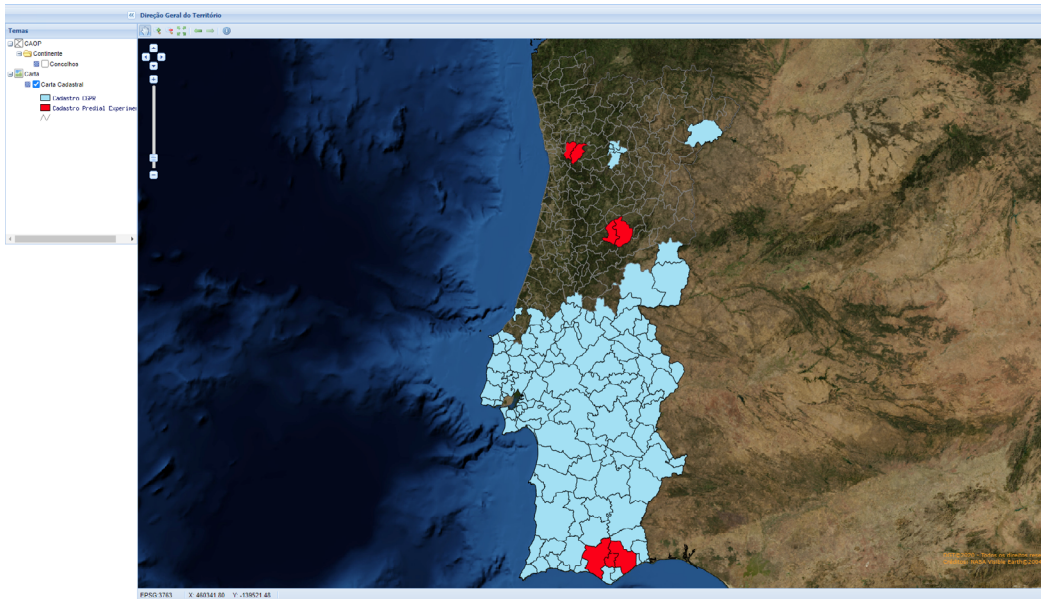 Direção Geral do Território
Temas
CAOP
Continente
Concelhos
Carta
Carta Cadastral
Cadastro CGPR
Cadastro Predial Experimen
EPSG 3763 X: 460341.80 Y: -139521.48